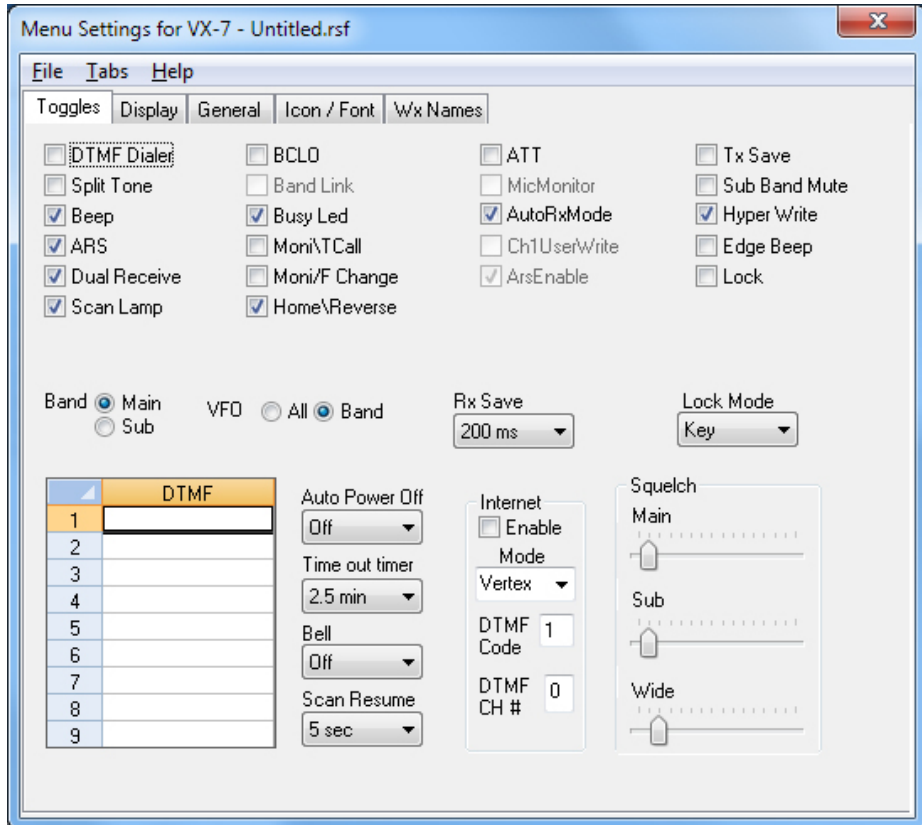 Menu Settings for VX-7 - Untitled.rsf
File Tabs Help
Toggles Display General Icon / Font Wx Names
DTMF Dialer BCLO ATT Tx Save
Split Tone Band Link MicMonitor Sub Band Mute
Beep Busy Led AutoRxMode Hyper Write
ARS Moni\TCall Ch1UserWrite Edge Beep
Dual Receive Moni/F Change ArsEnable Lock
Scan Lamp Home\Reverse
Band Main Sub
VFO All Band
Rx Save
200 ms
Lock Mode
Key
DTMF
1
2
3
4
5
6
7
8
9
Auto Power Off
Off
Time out timer
2.5 min
Bell
Off
Scan Resume
5 sec
Internet
Enable
Mode
Vertex
DTMF Code 1
DTMF CH # 0
Squelch
Main
Sub
Wide